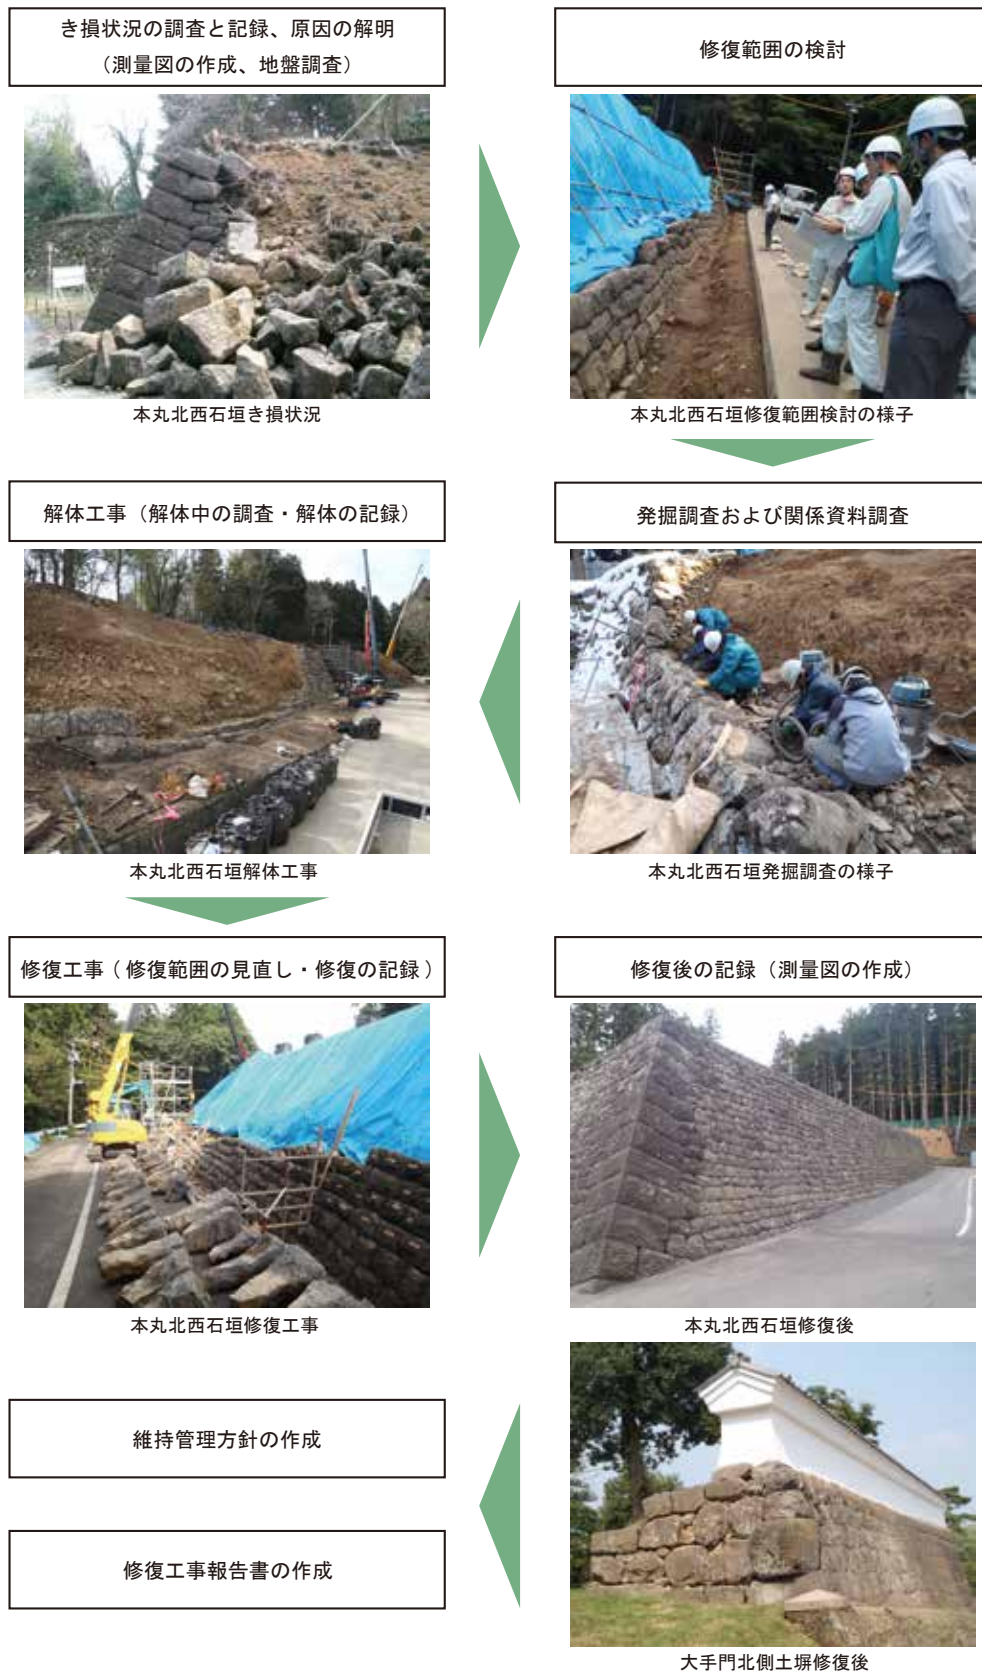 き損状況の調査と記録、原因の解明
（測量図の作成、地盤調査）
本丸北西石垣き損状況
修復範囲の検討
本丸北西石垣修復範囲検討の様子
発掘調査および関係資料調査
本丸北西石垣発掘調査の様子
解体工事（解体中の調査・解体の記録）
本丸北西石垣解体工事
修復工事（修復範囲の見直し・修復の記録）
本丸北西石垣修復工事
修復後の記録（測量図の作成）
本丸北西石垣修復後
大手門北側土塀修復後
維持管理方針の作成
修復工事報告書の作成